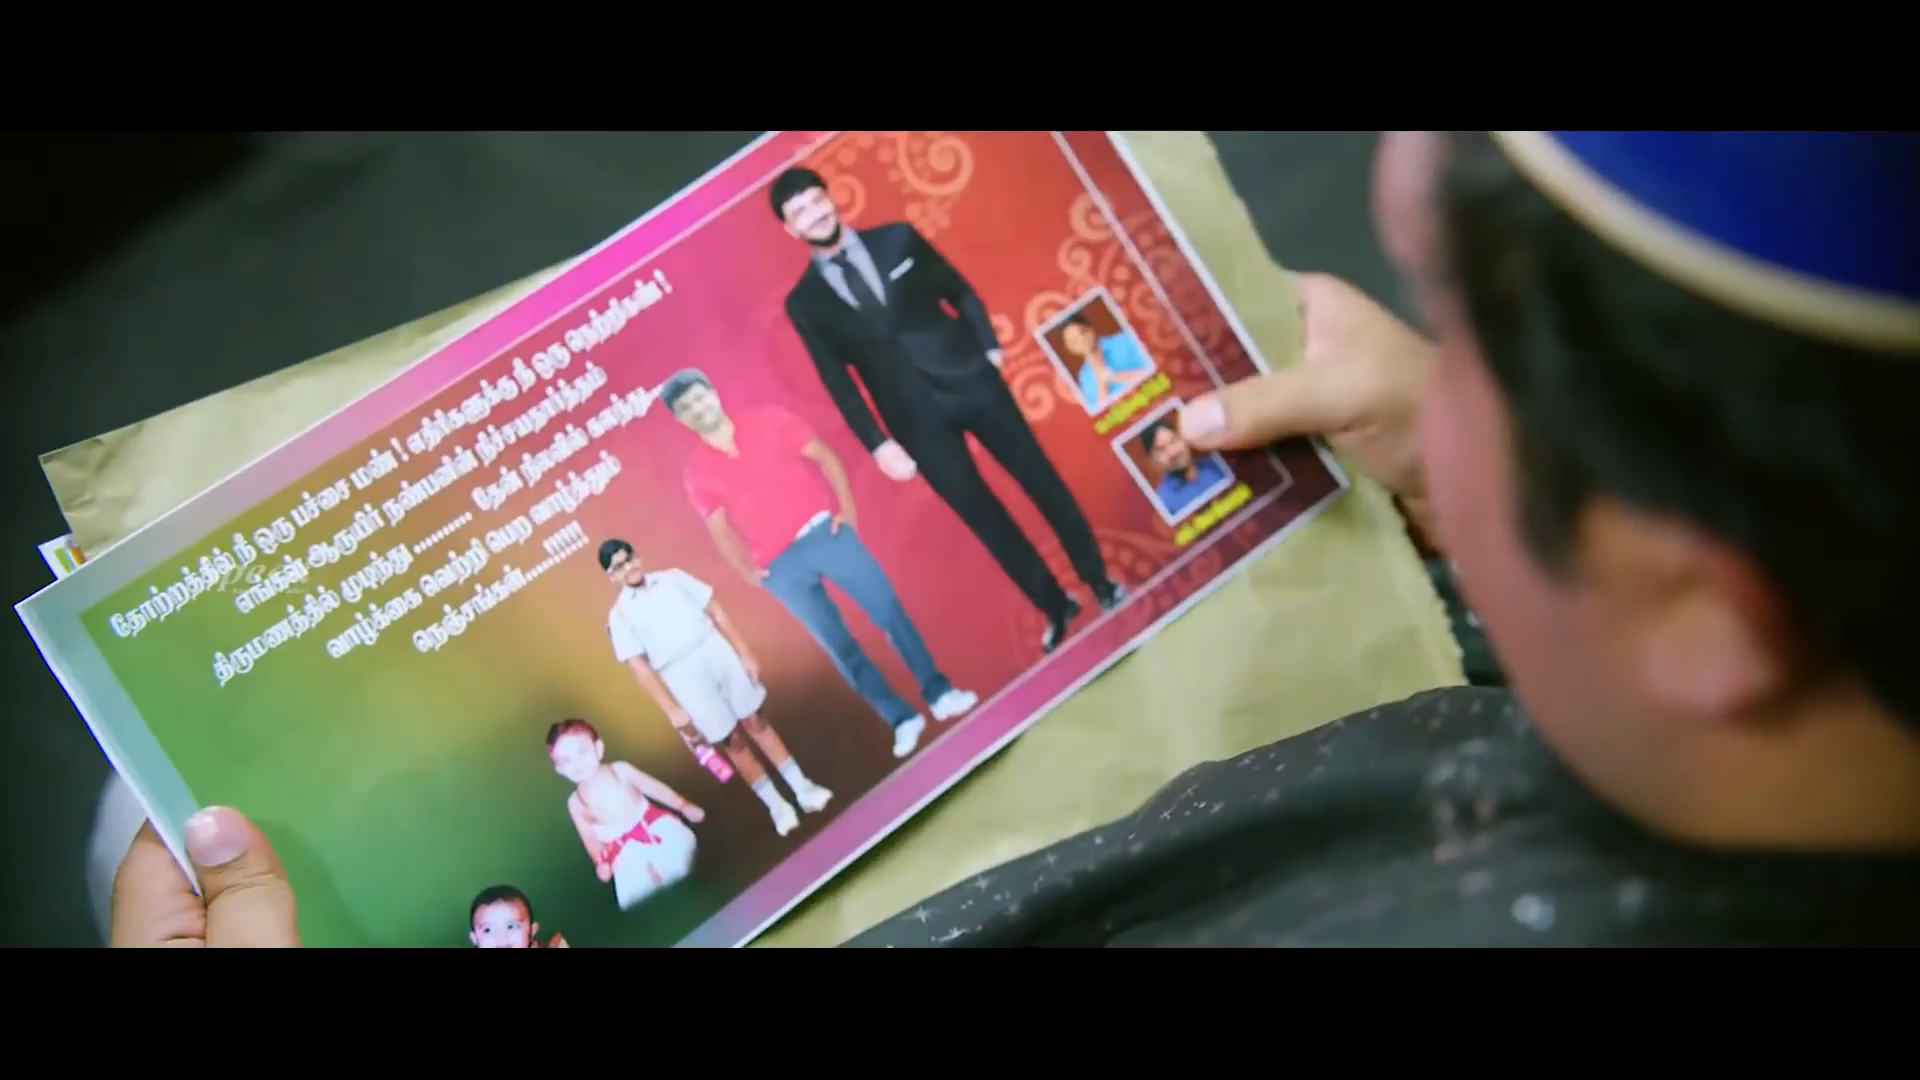 தோற்றத்தில் நீ ஒரு பச்சை மண் ! எதிரிகளுக்கு நீ ஒரு நெற்றிகண் !
எங்கள் ஆருயிர் நண்பனின் நிச்சயதார்த்தம்
திருமணத்தில் முடிந்து .......... தேன் நிலவில் கலந்து....
வாழ்க்கை வெற்றி பெற வாழ்த்தும்
நெஞ்சங்கள்..........!!!!!!